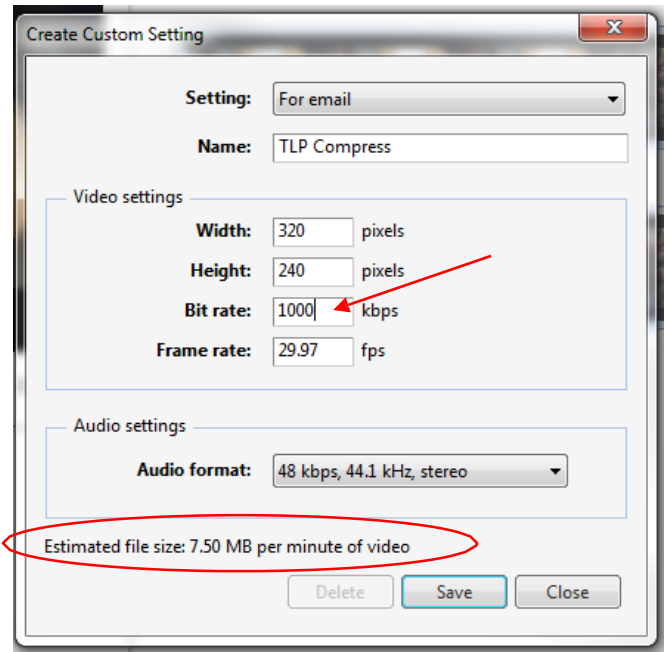 Create Custom Setting
Setting: For email
Name: TLP Compress
Video settings
Width: 320 pixels
Height: 240 pixels
Bit rate: 1000 kbps
Frame rate: 29.97 fps
Audio settings
Audio format: 48 kbps, 44.1 kHz, stereo
Estimated file size: 7.50 MB per minute of video
Delete Save Close